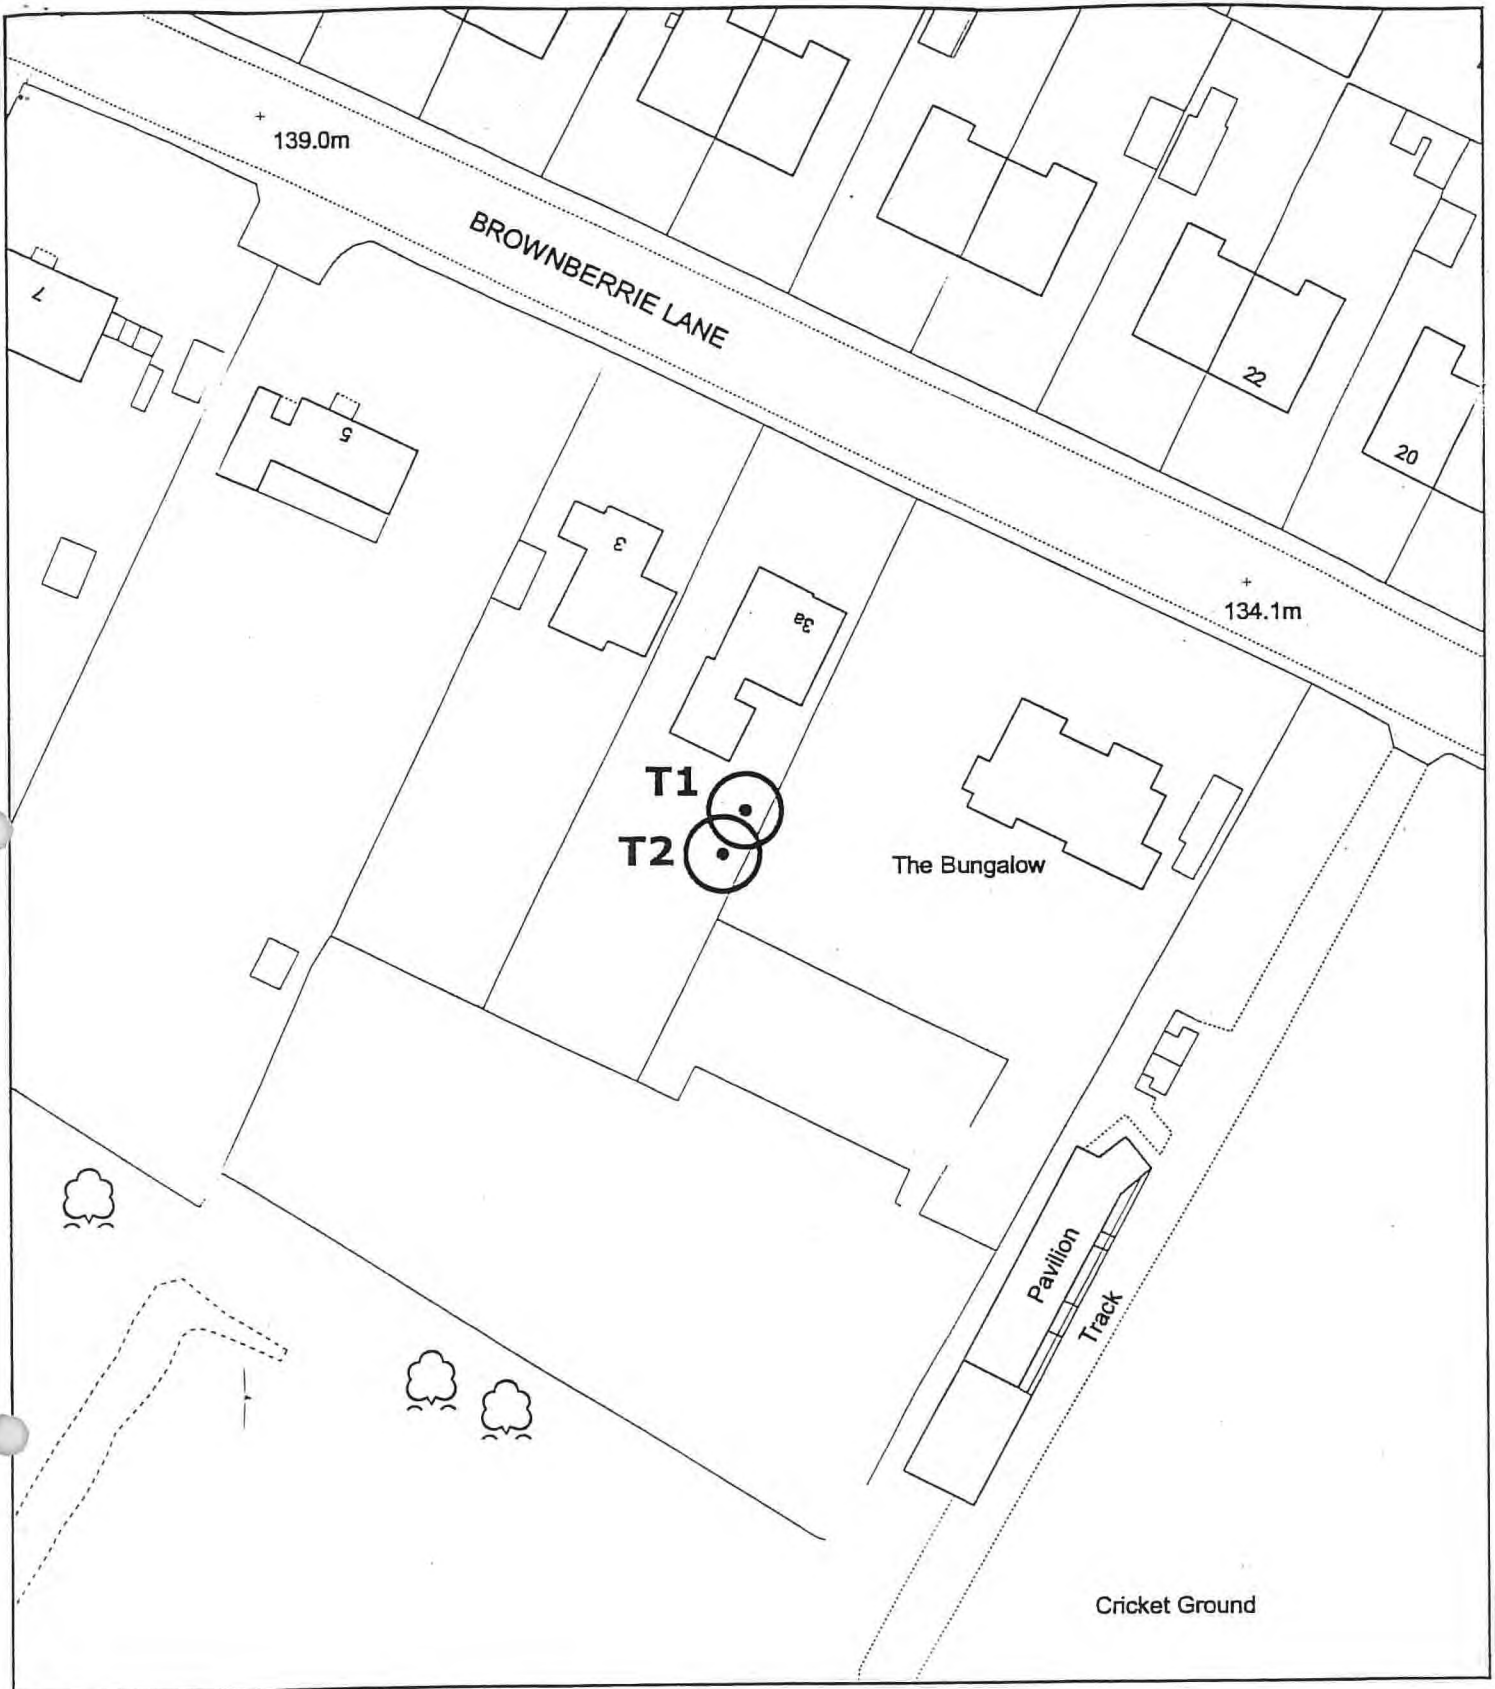 139.0m
BROWNBERRIE LANE
7
5
22
20
3
3a
134.1m
T1
T2
The Bungalow
Pavilion
Track
Cricket Ground